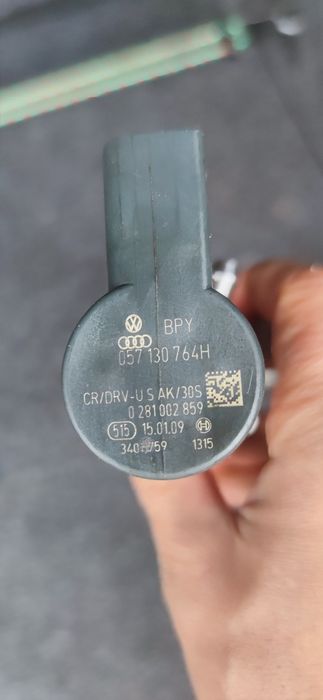 BPY
057 130 764H
CR/DRV-U S AK/30S
0 281 002 859
515 15.01.09
1315